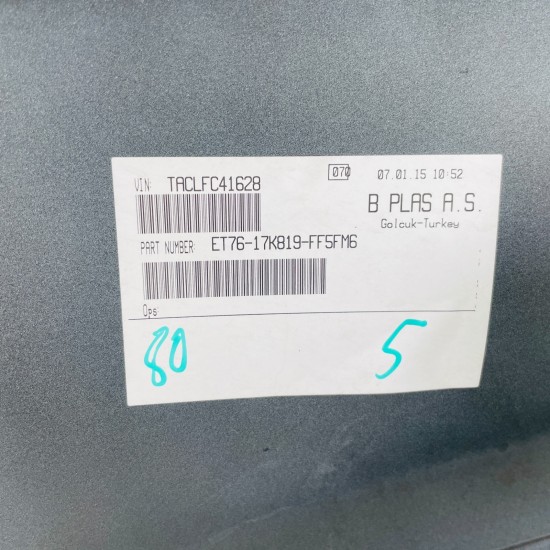 VIN: TACLFC41628
070
07.01.15 10:52
B PLAS A.S.
Golcuk-Turkey
PART NUMBER ET76-17K819-FF5FM6
Ops
80
5